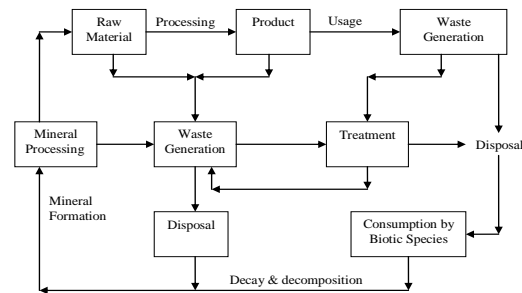 Raw
Material
Processing
Product
Usage
Waste
Generation
Mineral
Processing
Waste
Generation
Treatment
Disposal
Mineral
Formation
Disposal
Consumption by
Biotic Species
Decay & decomposition